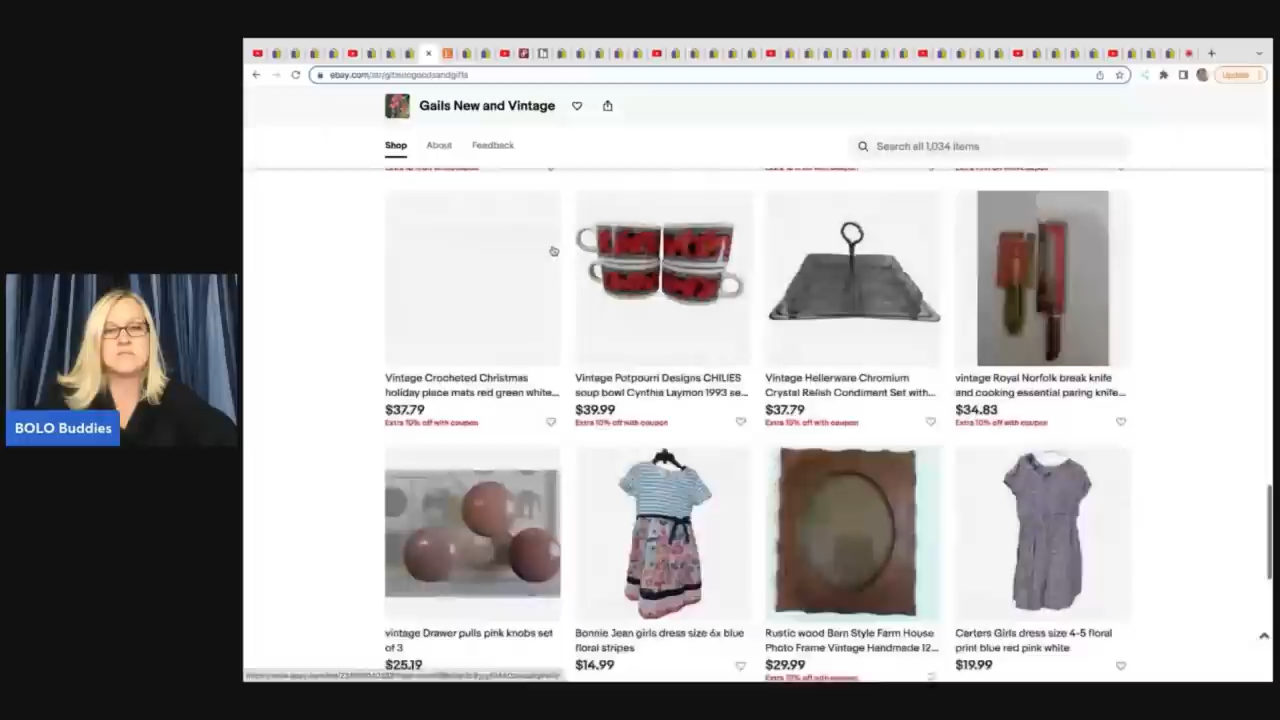 Update
Gails New and Vintage
Shop
About
Feedback
Search all 1,034 items
Vintage Crocheted Christmas
holiday place mats red green white...
$37.79
Extra 10% off with coupon
Vintage Potpourri Designs CHILIES
soup bowl Cynthia Laymon 1993 se...
$39.99
Extra 10% off with coupon
Vintage Hellerware Chromium
Crystal Relish Condiment Set with...
$37.79
Extra 10% off with coupon
vintage Royal Norfolk break knife
and cooking essential paring knife...
$34.83
Extra 10% off with coupon
BOLO Buddies
vintage Drawer pulls pink knobs set
of 3
$25.19
Bonnie Jean girls dress size 6x blue
floral stripes
$14.99
Rustic wood Barn Style Farm House
Photo Frame Vintage Handmade 12...
$29.99
Extra 10% off with coupon
Carters Girls dress size 4-5 floral
print blue red pink white
$19.99